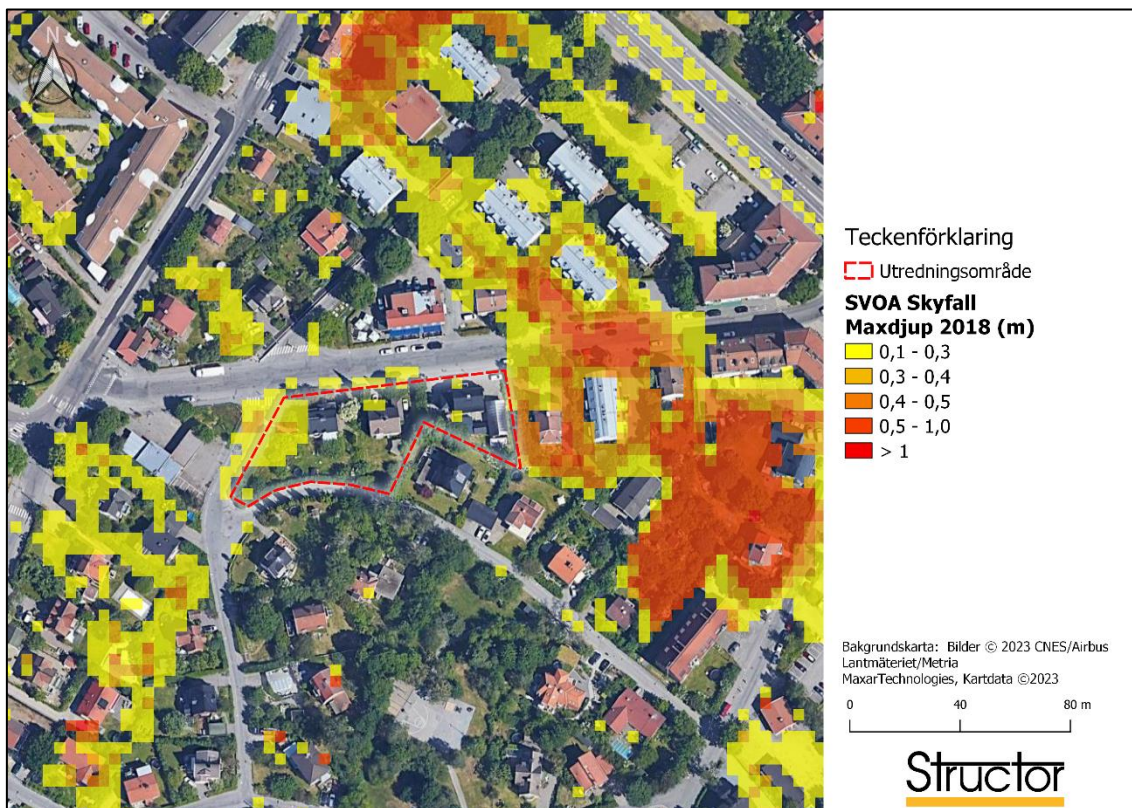 N
Teckenförklaring
Utredningsområde
SVOA Skyfall
Maxdjup 2018 (m)
0,1 - 0,3
0,3 - 0,4
0,4 - 0,5
0,5 - 1,0
> 1
Bakgrundskarta: Bilder © 2023 CNES/Airbus
Lantmäteriet/Metria
MaxarTechnologies, Kartdata ©2023
0 40 80 m
Structor